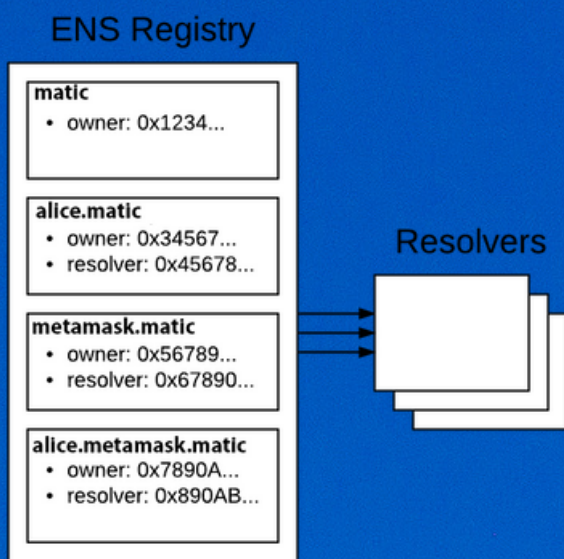 ENS Registry
matic
• owner: 0x1234...
alice.matic
• owner: 0x34567...
• resolver: 0x45678...
metamask.matic
• owner: 0x56789...
• resolver: 0x67890...
alice.metamask.matic
• owner: 0x7890A...
• resolver: 0x890AB...
Resolvers